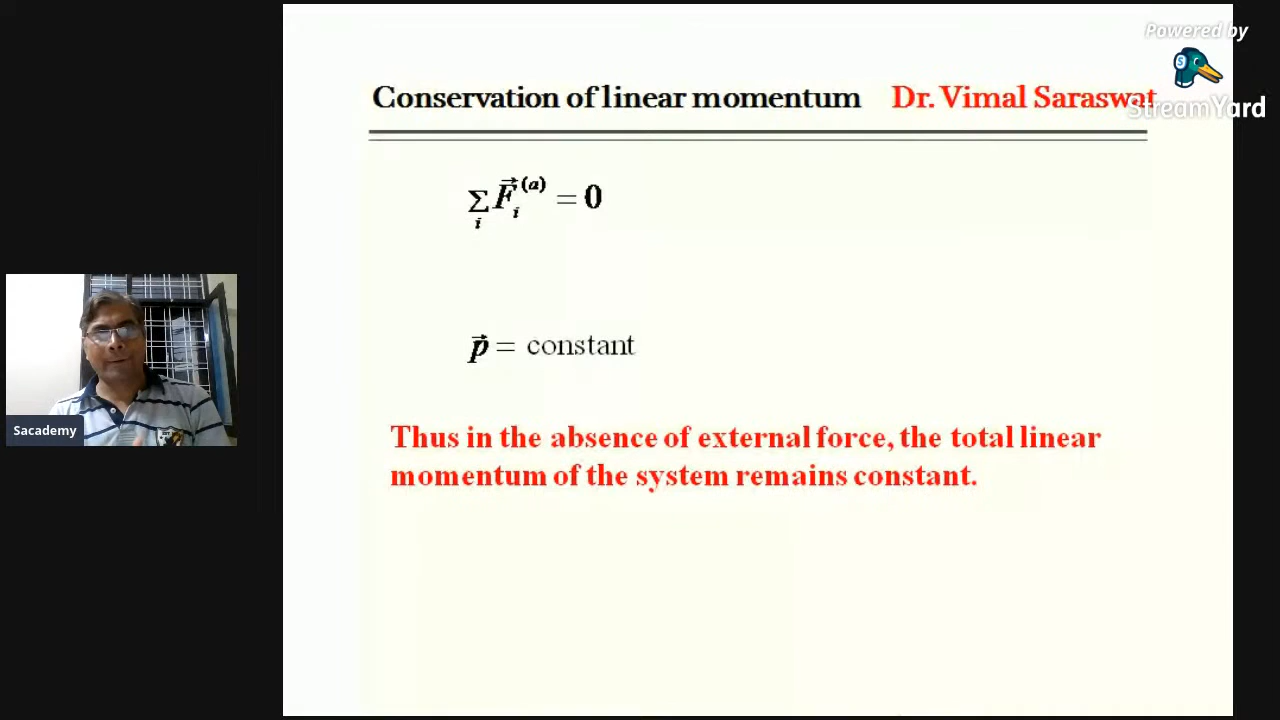 Powered by
StreamYard
Conservation of linear momentum Dr. Vimal Saraswat
Σ_i F⃗_i^(a) = 0
p⃗ = constant
Sacademy
Thus in the absence of external force, the total linear
momentum of the system remains constant.